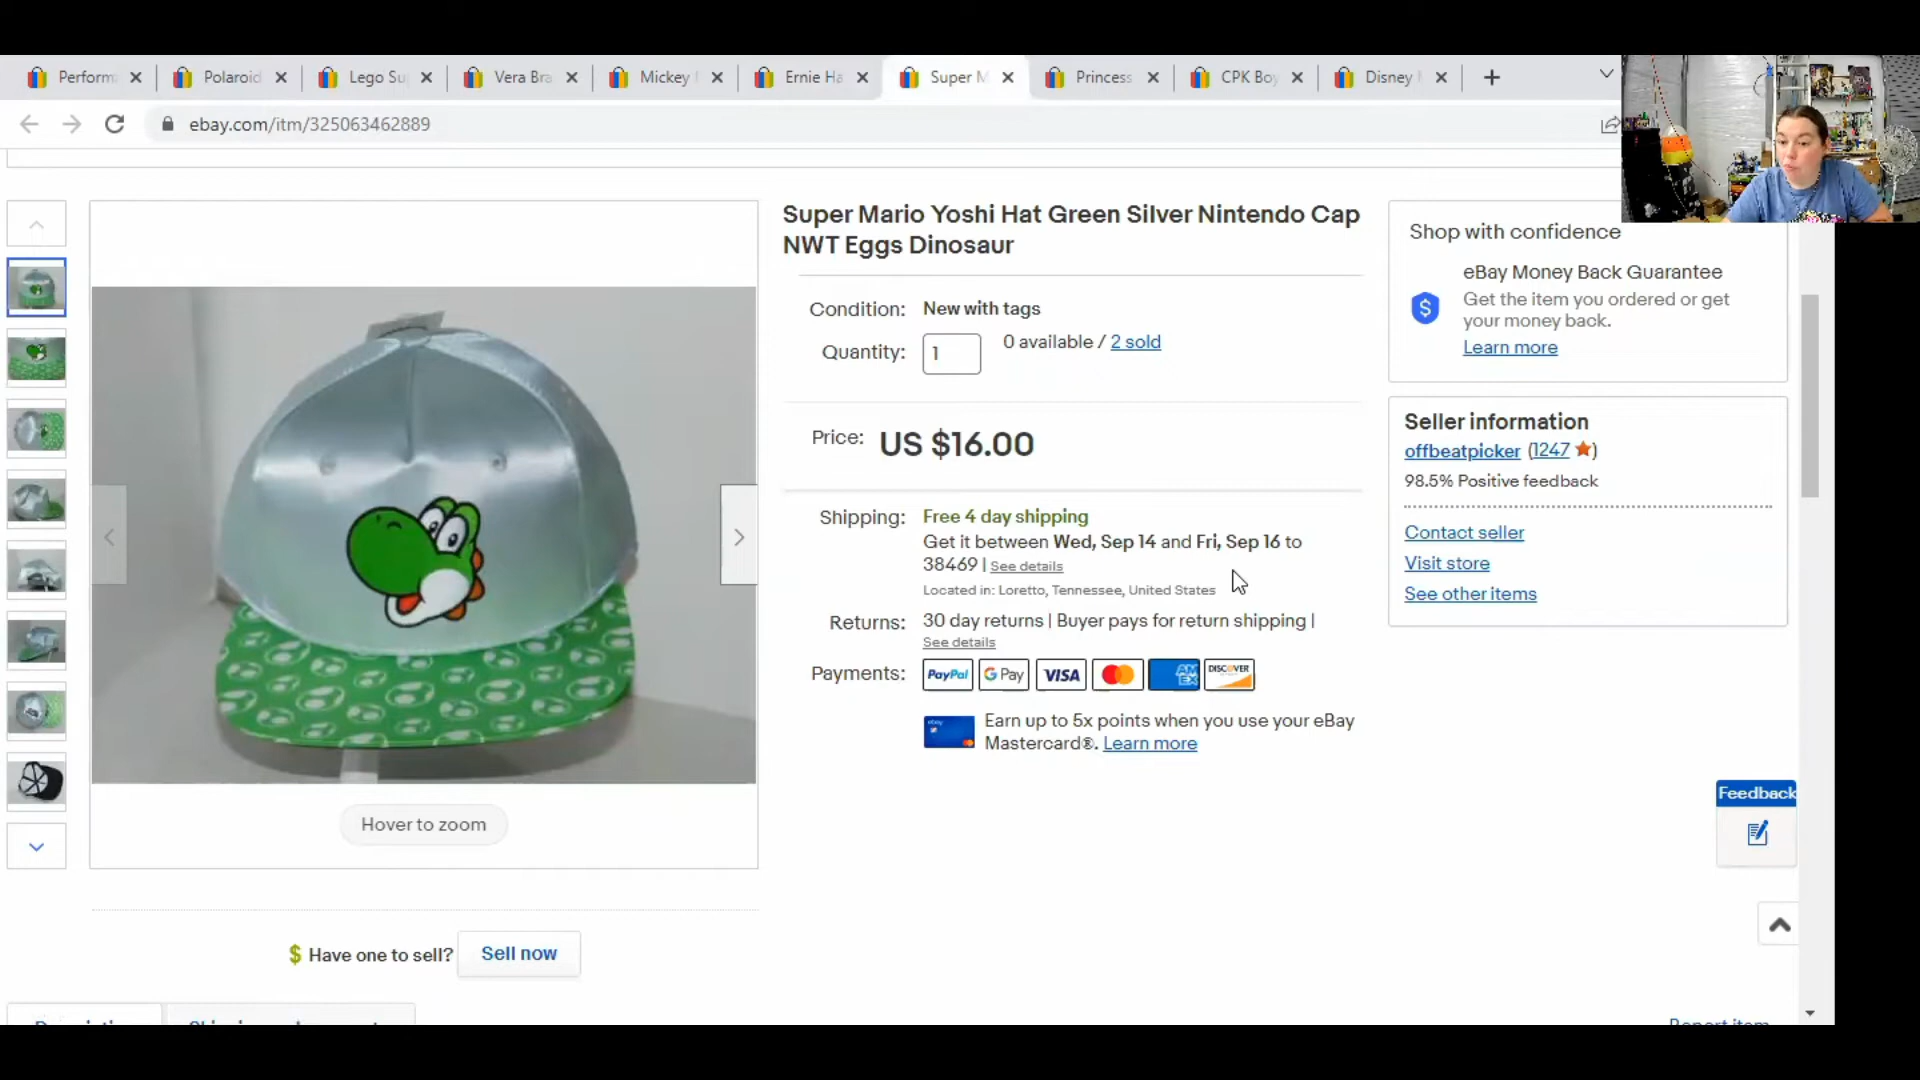 Perform
Polaroid
Lego Su
Vera Bra
Mickey
Ernie Ha
Super M
Princess
CPK Boy
Disney
ebay.com/itm/325063462889
Super Mario Yoshi Hat Green Silver Nintendo Cap
NWT Eggs Dinosaur
Condition: New with tags
Quantity: 1 0 available / 2 sold
Price: US $16.00
Shipping: Free 4 day shipping
Get it between Wed, Sep 14 and Fri, Sep 16 to
38469 | See details
Located in: Loretto, Tennessee, United States
Returns: 30 day returns | Buyer pays for return shipping |
See details
Payments: PayPal G Pay VISA AM EX DISCOVER
Earn up to 5x points when you use your eBay
Mastercard®. Learn more
Shop with confidence
eBay Money Back Guarantee
Get the item you ordered or get
your money back.
Learn more
Seller information
offbeatpicker (1247)
98.5% Positive feedback
Contact seller
Visit store
See other items
Feedback
Hover to zoom
$ Have one to sell? Sell now